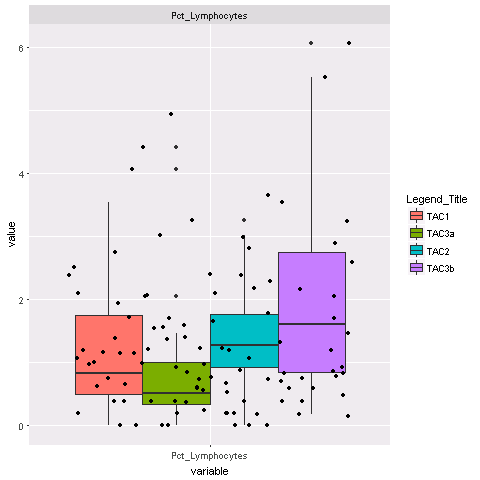 Pct_Lymphocytes
6
4
2
0
value
Legend_Title
TAC1
TAC3a
TAC2
TAC3b
Pct_Lymphocytes
variable